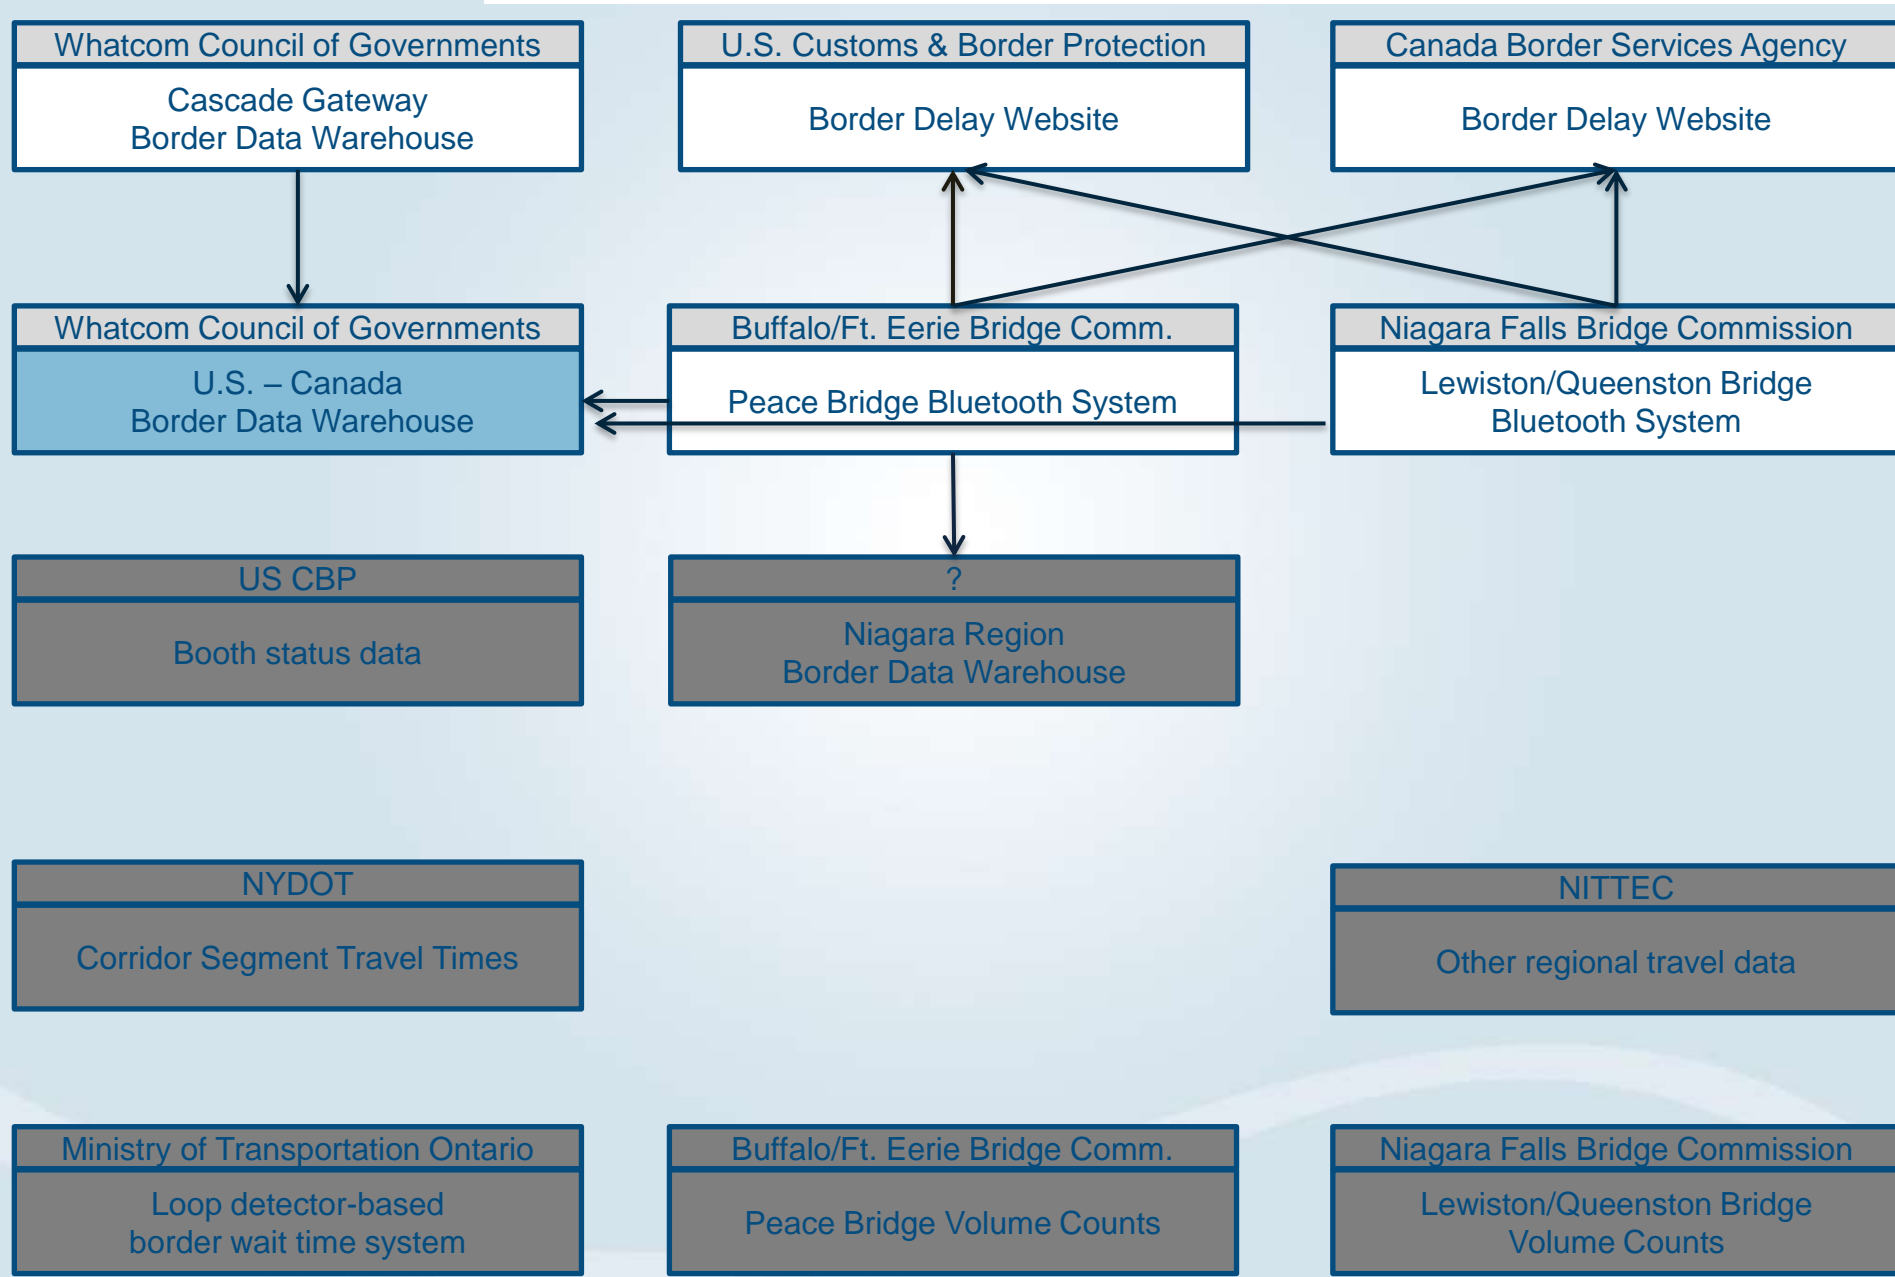 Whatcom Council of Governments
Cascade Gateway
Border Data Warehouse
U.S. Customs & Border Protection
Border Delay Website
Canada Border Services Agency
Border Delay Website
Whatcom Council of Governments
U.S. – Canada
Border Data Warehouse
Buffalo/Ft. Eerie Bridge Comm.
Peace Bridge Bluetooth System
Niagara Falls Bridge Commission
Lewiston/Queenston Bridge
Bluetooth System
US CBP
Booth status data
?
Niagara Region
Border Data Warehouse
NYDOT
Corridor Segment Travel Times
NITTEC
Other regional travel data
Ministry of Transportation Ontario
Loop detector-based
border wait time system
Buffalo/Ft. Eerie Bridge Comm.
Peace Bridge Volume Counts
Niagara Falls Bridge Commission
Lewiston/Queenston Bridge
Volume Counts